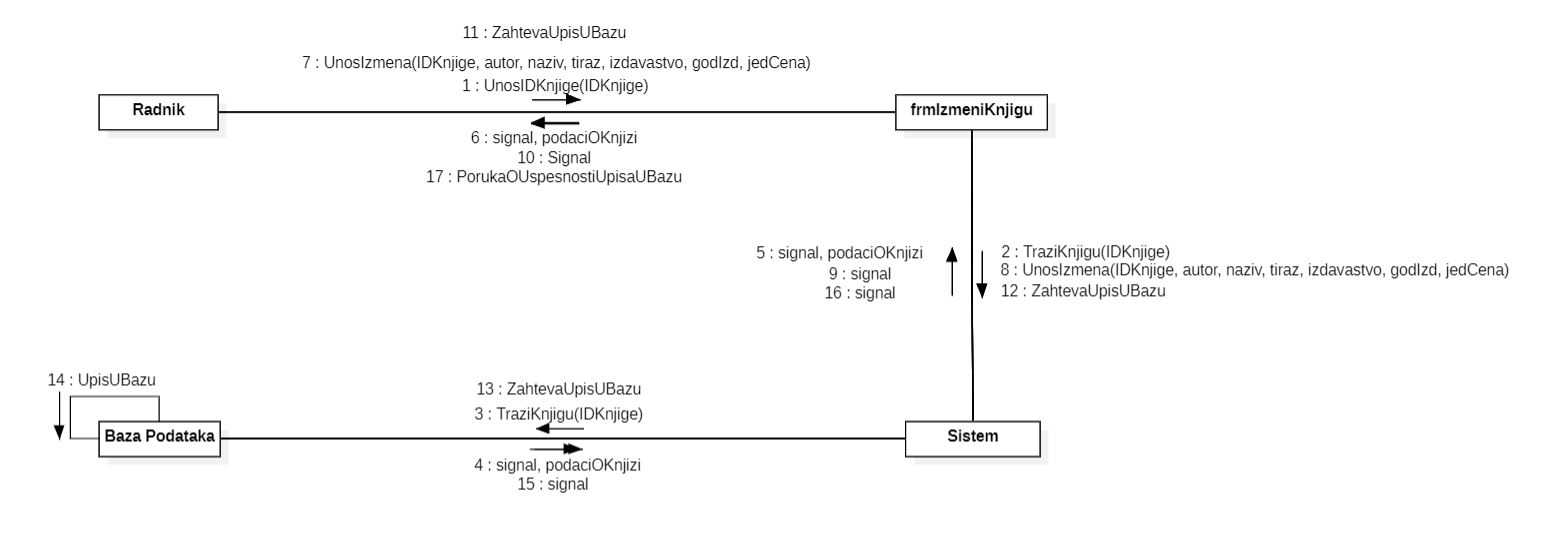 11 : ZahtevaUpisUBazu
7 : UnosIzmena(IDKnjige, autor, naziv, tiraz, izdavastvo, godIzd, jedCena)
1 : UnosIDKnjige(IDKnjige)
Radnik
frmIzmeniKnjigu
6 : signal, podaciOKnjizi
10 : Signal
17 : PorukaOUspesnostiUpisaUBazu
5 : signal, podaciOKnjizi
9 : signal
16 : signal
2 : TraziKnjigu(IDKnjige)
8 : UnosIzmena(IDKnjige, autor, naziv, tiraz, izdavastvo, godIzd, jedCena)
12 : ZahtevaUpisUBazu
14 : UpisUBazu
13 : ZahtevaUpisUBazu
3 : TraziKnjigu(IDKnjige)
Baza Podataka
Sistem
4 : signal, podaciOKnjizi
15 : signal